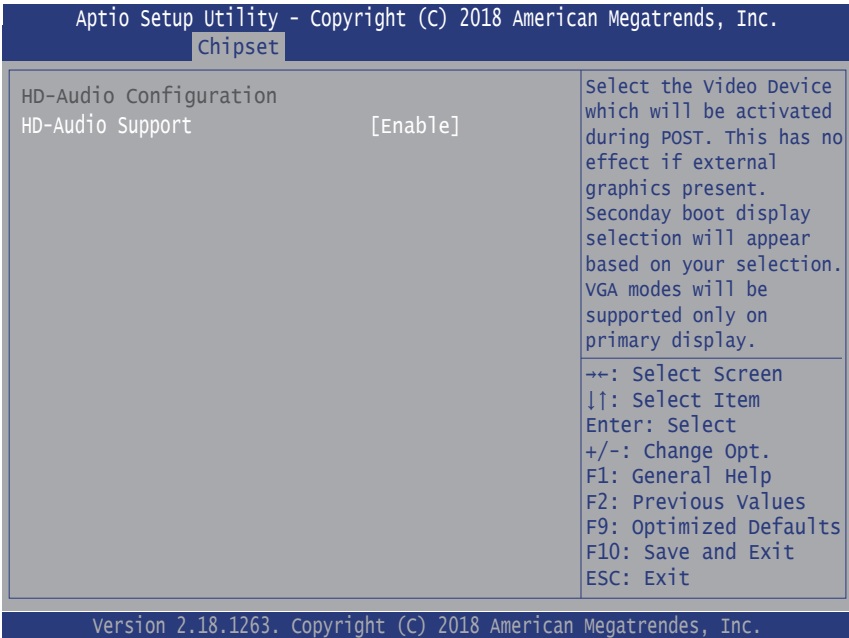 Aptio Setup Utility - Copyright (C) 2018 American Megatrends, Inc.
Chipset
HD-Audio Configuration
HD-Audio Support [Enable]
Select the Video Device
which will be activated
during POST. This has no
effect if external
graphics present.
Seconday boot display
selection will appear
based on your selection.
VGA modes will be
supported only on
primary display.
→←: Select Screen
↓↑: Select Item
Enter: Select
+/-: Change Opt.
F1: General Help
F2: Previous Values
F9: Optimized Defaults
F10: Save and Exit
ESC: Exit
Version 2.18.1263. Copyright (C) 2018 American Megatrendes, Inc.